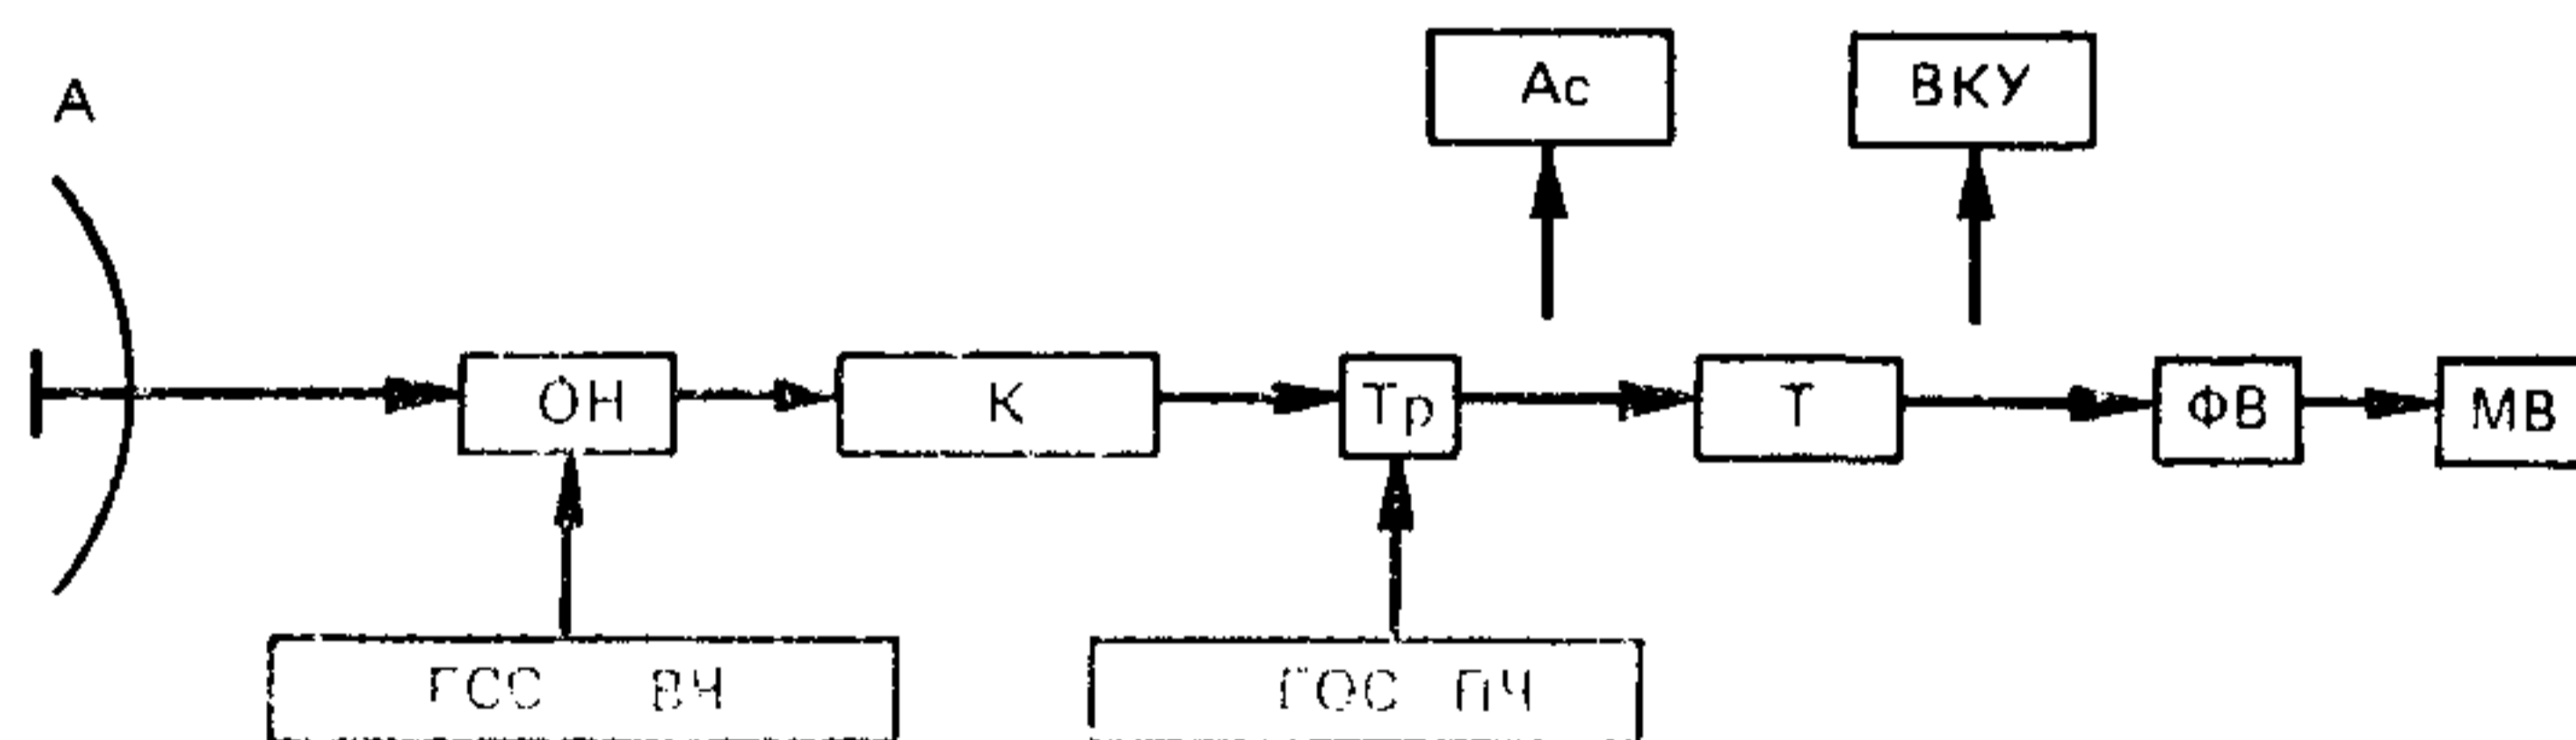 Ас ВКУ
А
ОН К Тр Т ФВ МВ
ГСС ВЧ ГОС ПЧ